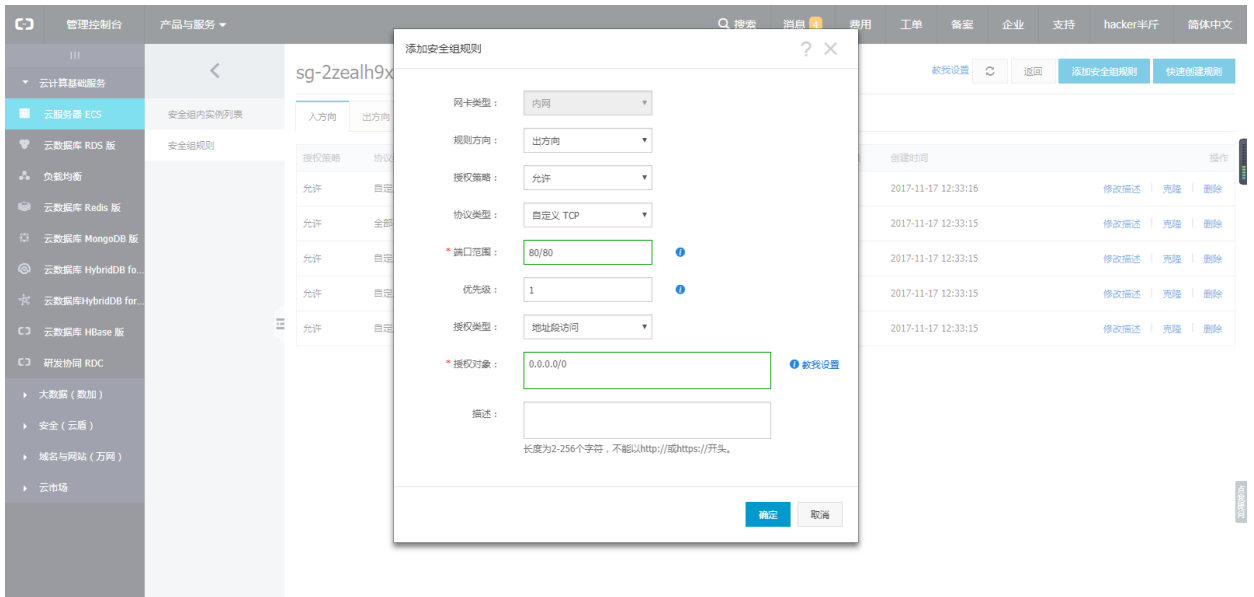 管理控制台 产品与服务 搜索 消息 4 费用 工单 备案 企业 支持 hacker半斤 简体中文
云计算基础服务
云服务器 ECS
云数据库 RDS 版
负载均衡
云数据库 Redis 版
云数据库 MongoDB 版
云数据库 HybridDB fo...
云数据库HybridDB for...
云数据库 HBase 版
研发协同 RDC
大数据 ( 数加 )
安全 ( 云盾 )
域名与网站 ( 万网 )
云市场
安全组内实例列表
安全组规则
sg-2zealh9x
教我设置 返回 添加安全组规则 快速创建规则
入方向 出方向
授权策略 协议 创建时间 操作
允许 自定 2017-11-17 12:33:16 修改描述 克隆 删除
允许 全部 2017-11-17 12:33:15 修改描述 克隆 删除
允许 自定 2017-11-17 12:33:15 修改描述 克隆 删除
允许 自定 2017-11-17 12:33:15 修改描述 克隆 删除
允许 自定 2017-11-17 12:33:15 修改描述 克隆 删除
添加安全组规则
网卡类型： 内网
规则方向： 出方向
授权策略： 允许
协议类型： 自定义 TCP
* 端口范围： 80/80
优先级： 1
授权类型： 地址段访问
* 授权对象： 0.0.0.0/0 教我设置
描述：
长度为2-256个字符，不能以http://或https://开头。
确定 取消